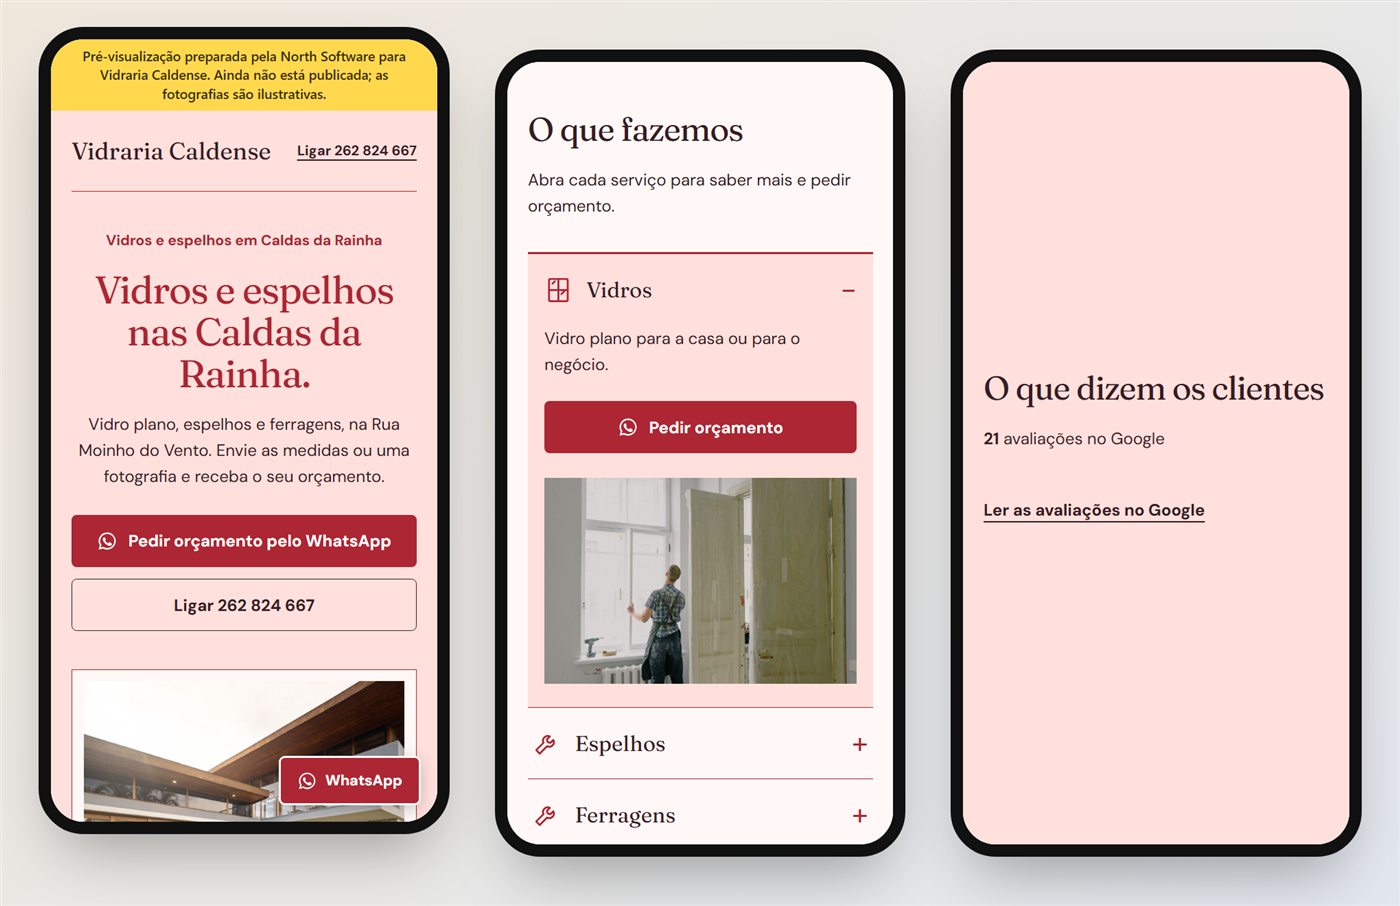 Pré-visualização preparada pela North Software para
Vidraria Caldense. Ainda não está publicada; as
fotografias são ilustrativas.
Vidraria Caldense
Ligar 262 824 667
Vidros e espelhos em Caldas da Rainha
Vidros e espelhos
nas Caldas da
Rainha.
Vidro plano, espelhos e ferragens, na Rua
Moinho do Vento. Envie as medidas ou uma
fotografia e receba o seu orçamento.
Pedir orçamento pelo WhatsApp
Ligar 262 824 667
WhatsApp
O que fazemos
Abra cada serviço para saber mais e pedir
orçamento.
Vidros
Vidro plano para a casa ou para o
negócio.
Pedir orçamento
Espelhos
Ferragens
O que dizem os clientes
21 avaliações no Google
Ler as avaliações no Google